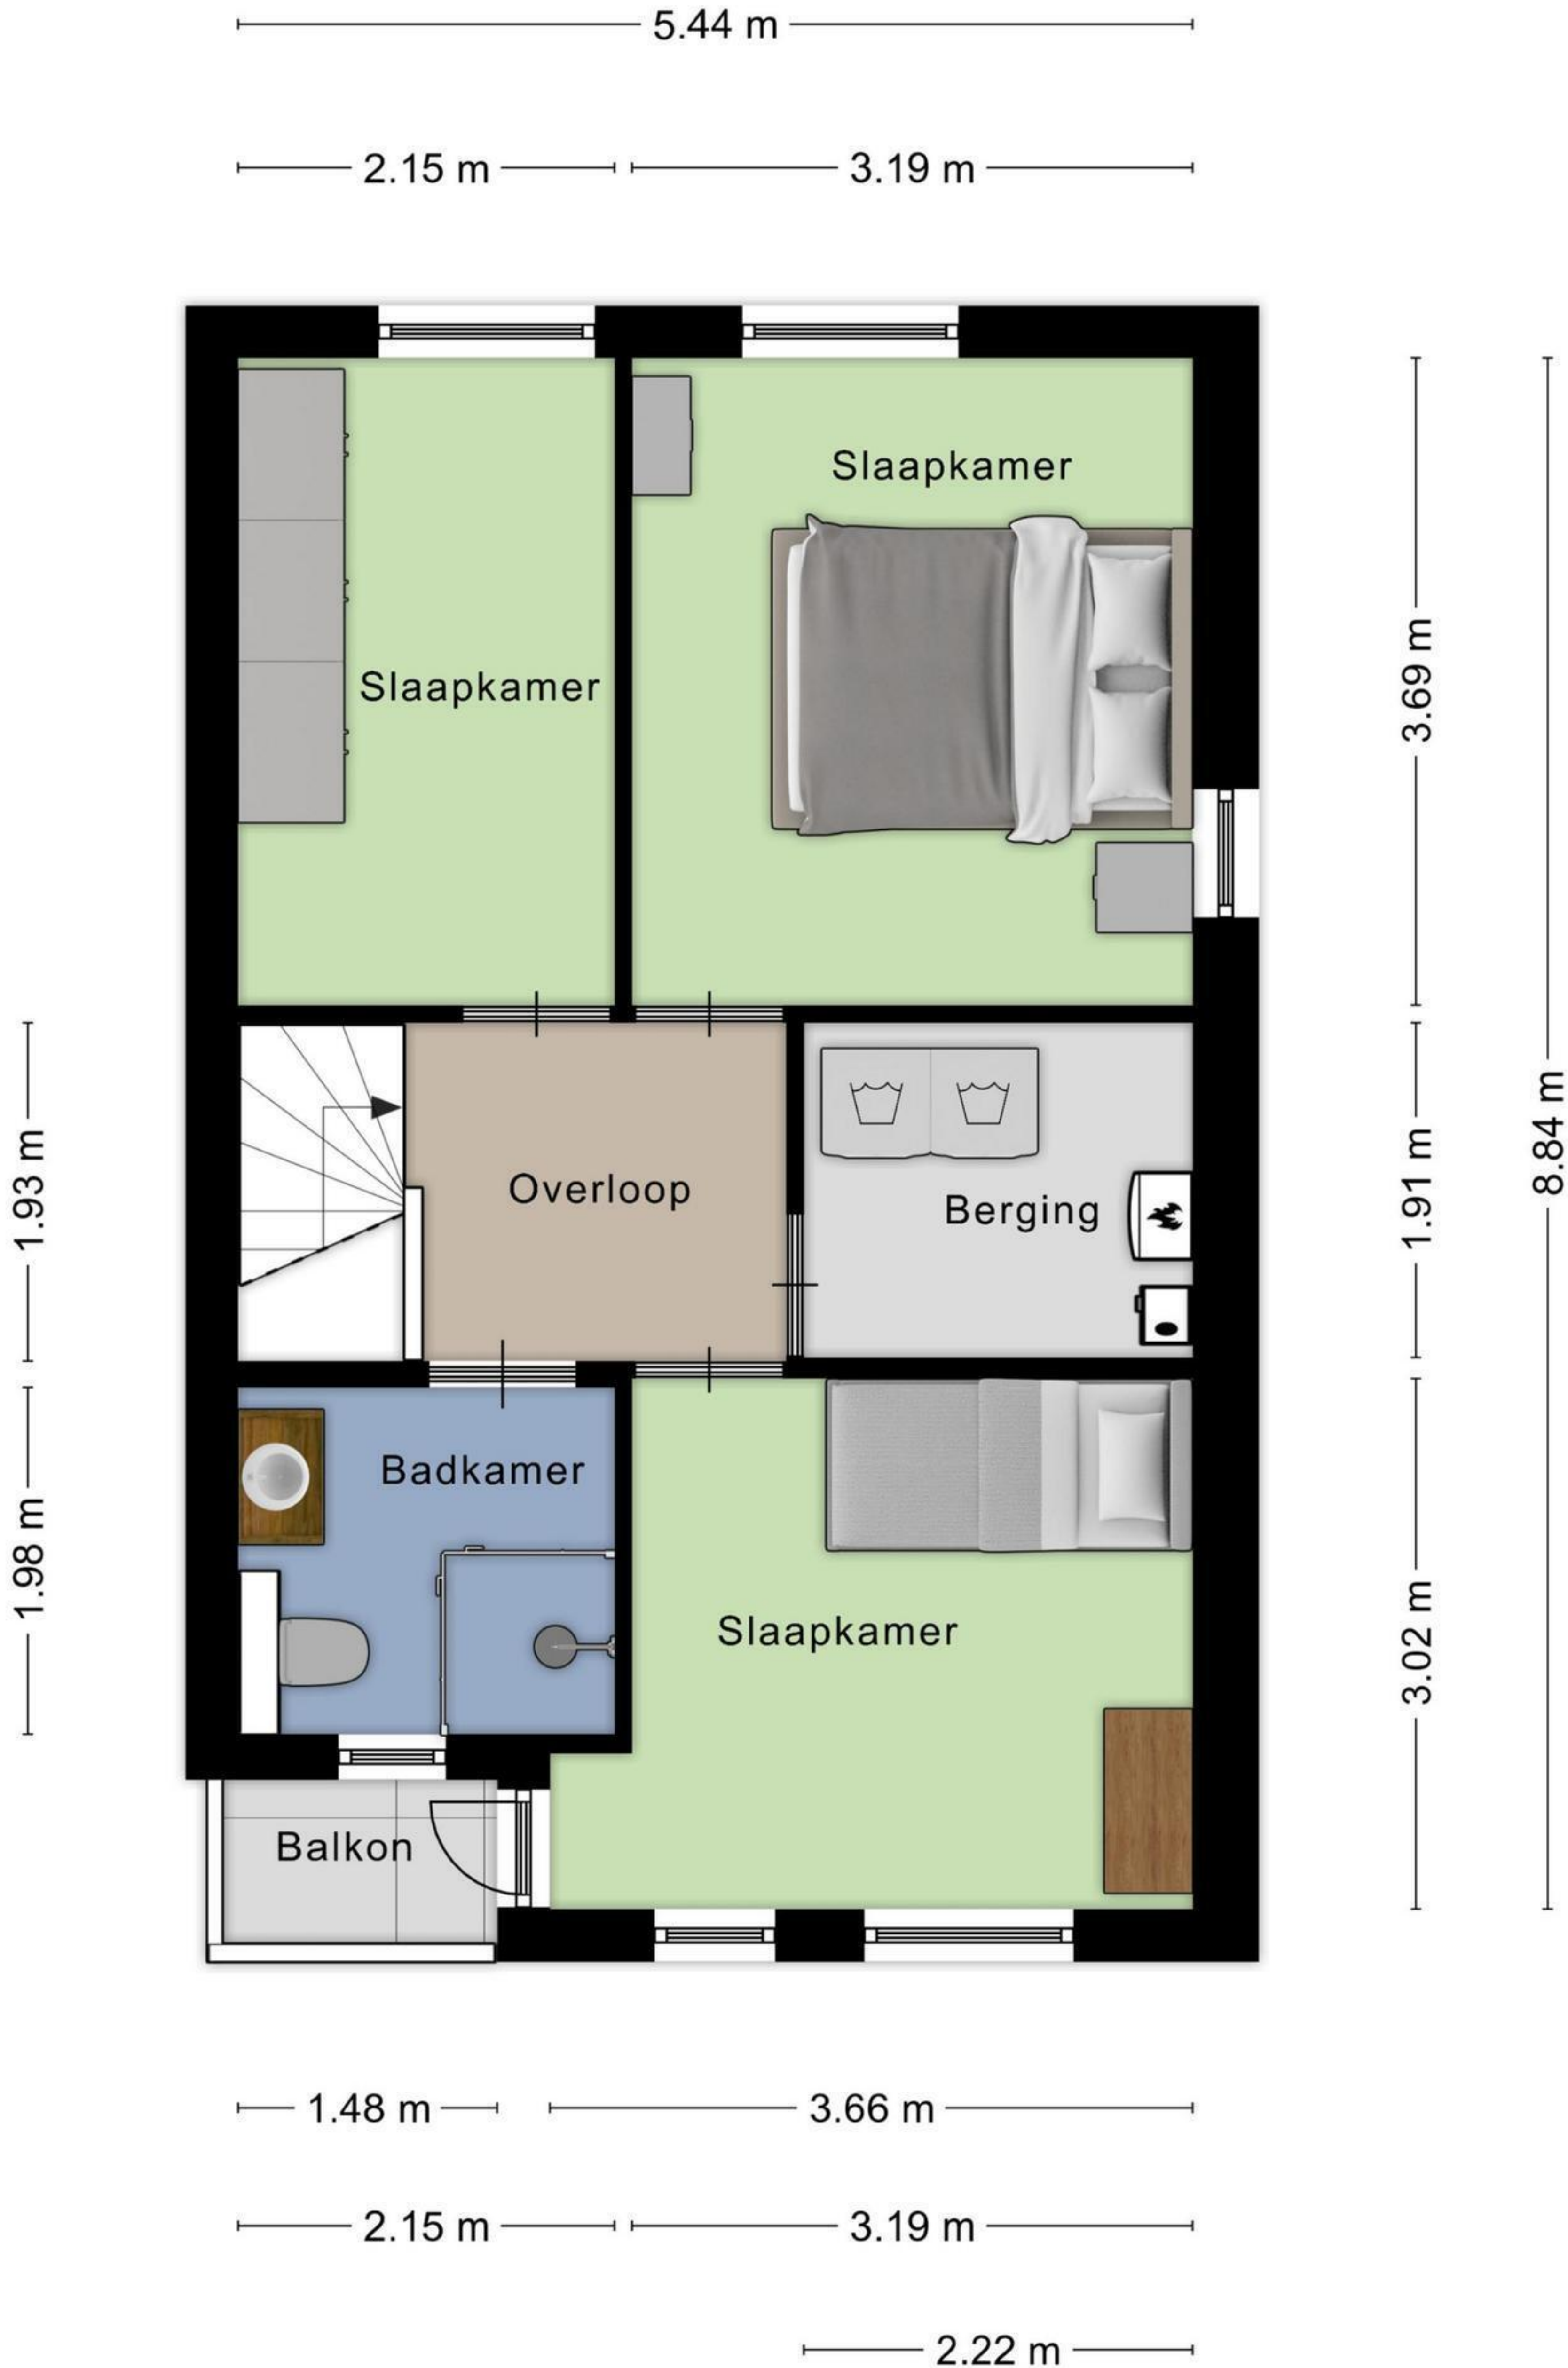 5.44 m
2.15 m
3.19 m
Slaapkamer
Slaapkamer
3.69 m
8.84 m
1.93 m
Overloop
Berging
1.91 m
Badkamer
1.98 m
Slaapkamer
3.02 m
Balkon
1.48 m
3.66 m
2.15 m
3.19 m
2.22 m